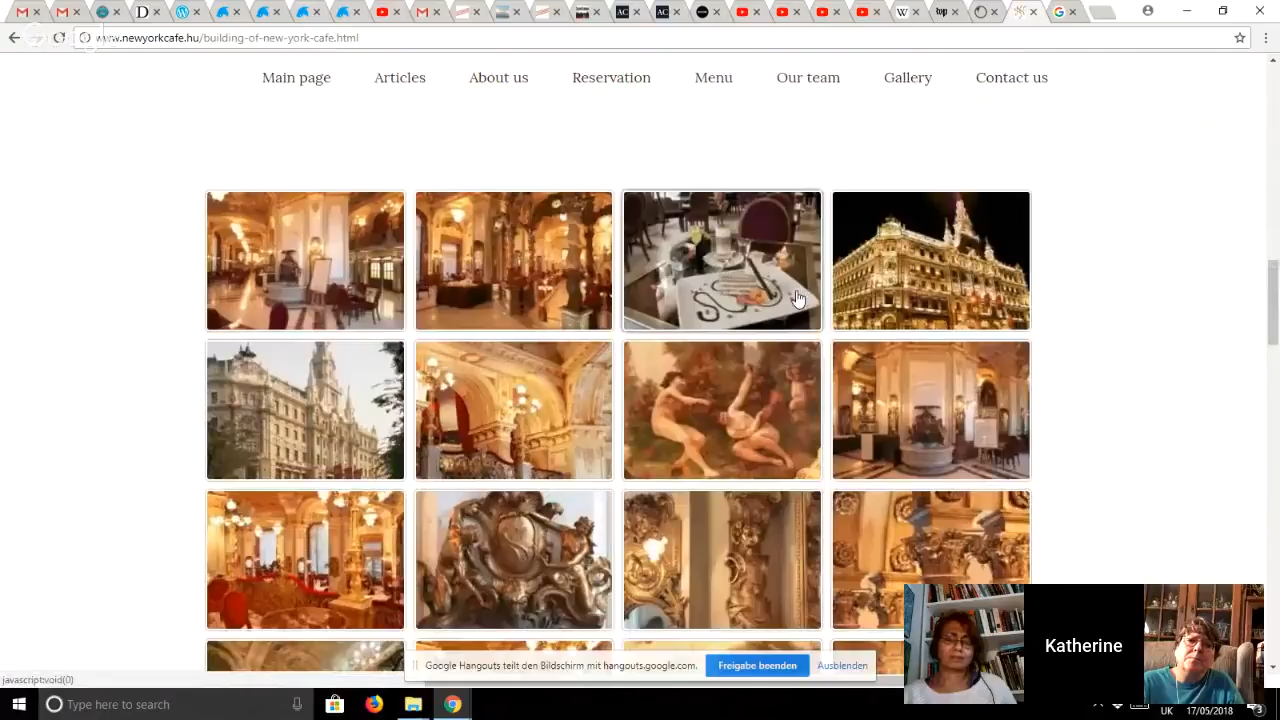 www.newyorkcafe.hu/building-of-new-york-cafe.html
Main page Articles About us Reservation Menu Our team Gallery Contact us
Google Hangouts teilt den Bildschirm mit hangouts.google.com. Freigabe beenden Ausblenden
Katherine
javascript:void(0)
Type here to search
UK 17/05/2018
3